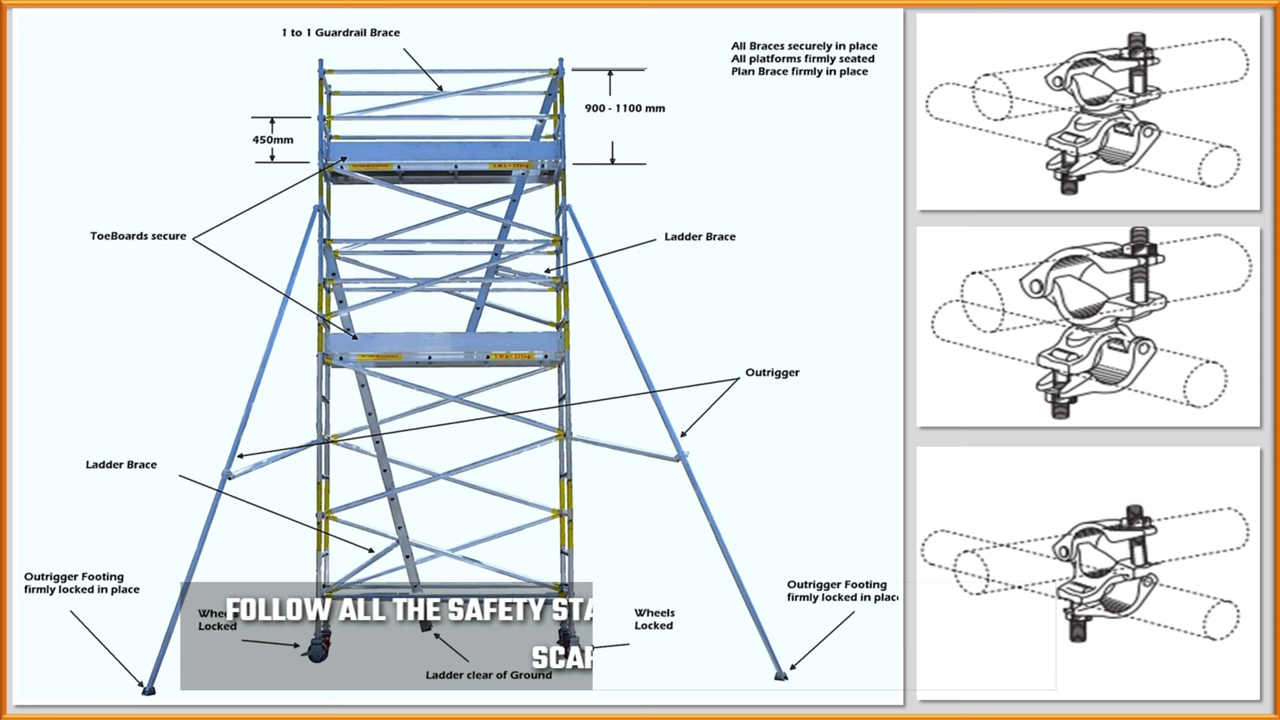 1 to 1 Guardrail Brace
All Braces securely in place
All platforms firmly seated
Plan Brace firmly in place
900 - 1100 mm
450mm
ToeBoards secure
Ladder Brace
Outrigger
Ladder Brace
Outrigger Footing
firmly locked in place
Outrigger Footing
firmly locked in plac
Wheels
Locked
FOLLOW ALL THE SAFETY STA
Wheels
Locked
SCAF
Ladder clear of Ground